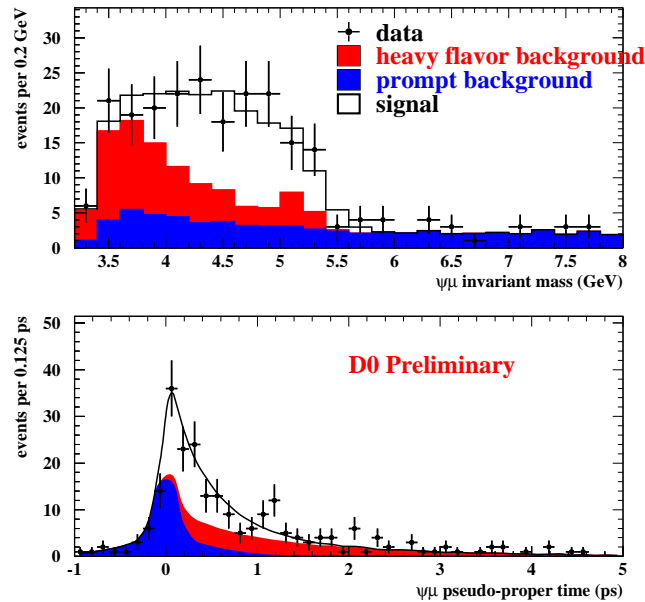 data
heavy flavor background
prompt background
signal
events per 0.2 GeV
30
25
20
15
10
5
0
3.5 4 4.5 5 5.5 6 6.5 7 7.5 8
ψμ invariant mass (GeV)
D0 Preliminary
events per 0.125 ps
50
40
30
20
10
0
-1 0 1 2 3 4 5
ψμ pseudo-proper time (ps)